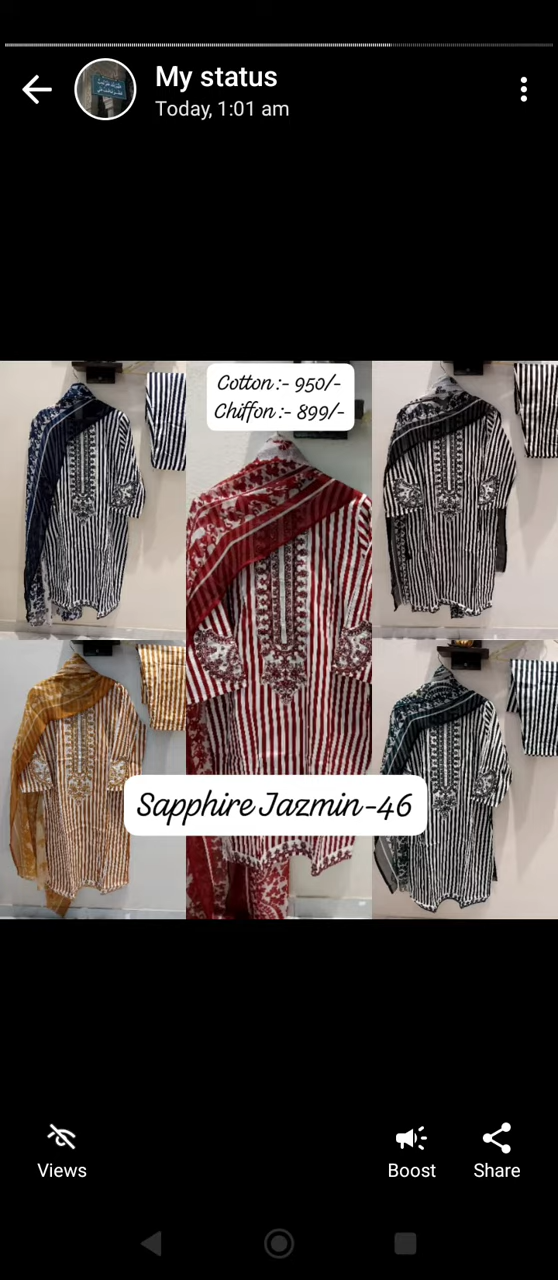 My status
Today, 1:01 am
Cotton :- 950/-
Chiffon :- 899/-
Sapphire Jazmin-46
Views
Boost
Share